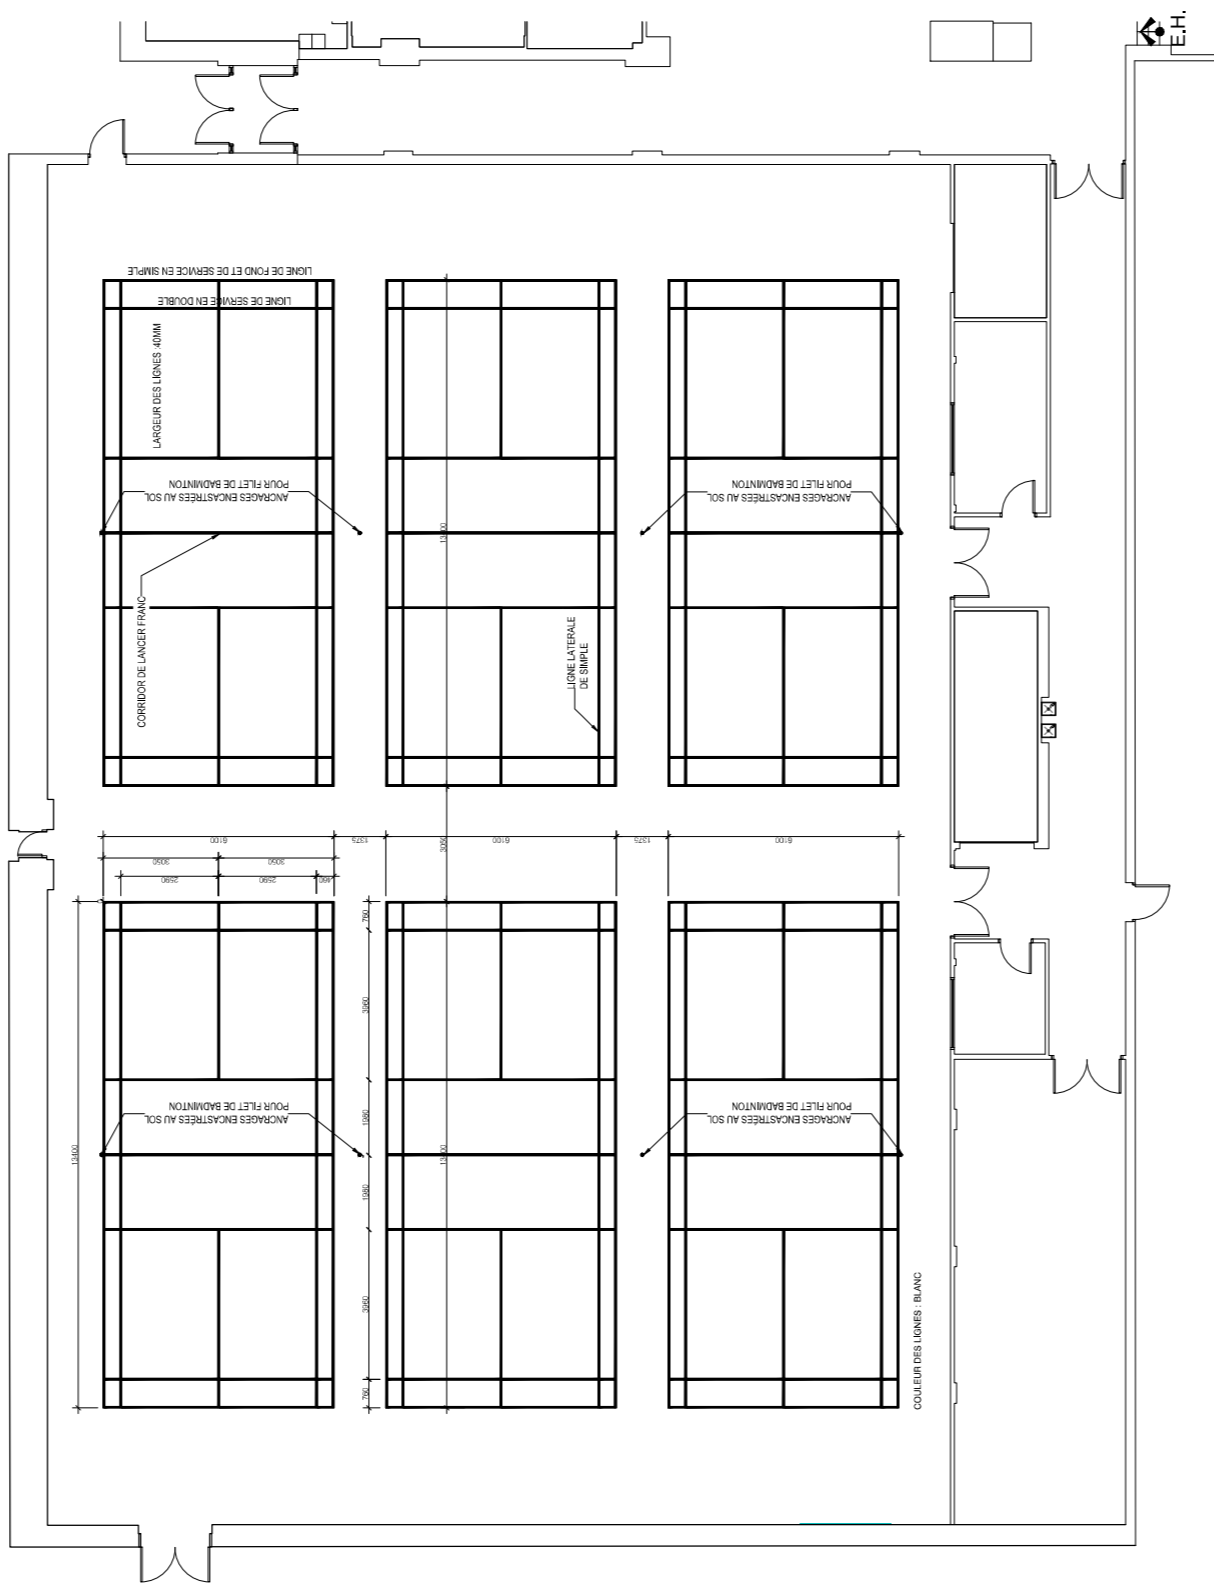 E.H.
LIGNE DE FOND ET DE SERVICE EN SIMPLE
LIGNE DE SERVICE EN DOUBLE
LARGEUR DES LIGNES :40MM
ANCRAGES ENCASTRÉES AU SOL
POUR FILET DE BADMINTON
ANCRAGES ENCASTRÉES AU SOL
POUR FILET DE BADMINTON
13400
CORRIDOR DE LANCER FRANC
LIGNE LATERALE
DE SIMPLE
6100
1375
6100
1375
6100
3050
3050
3050
2590
2590
460
760
3960
1980
1980
3960
760
13400
13400
ANCRAGES ENCASTRÉES AU SOL
POUR FILET DE BADMINTON
ANCRAGES ENCASTRÉES AU SOL
POUR FILET DE BADMINTON
COULEUR DES LIGNES : BLANC